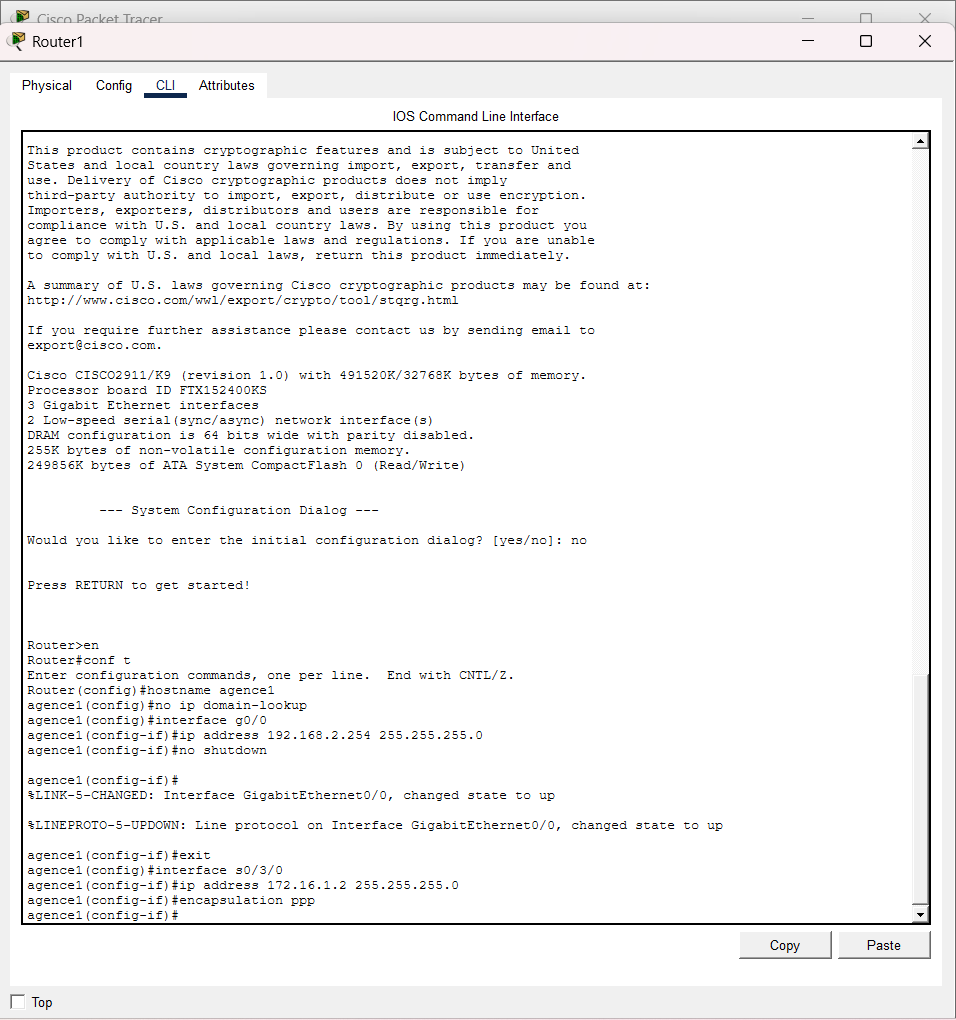 Cisco Packet Tracer
Router1
Physical Config CLI Attributes
IOS Command Line Interface
This product contains cryptographic features and is subject to United
States and local country laws governing import, export, transfer and
use. Delivery of Cisco cryptographic products does not imply
third-party authority to import, export, distribute or use encryption.
Importers, exporters, distributors and users are responsible for
compliance with U.S. and local country laws. By using this product you
agree to comply with applicable laws and regulations. If you are unable
to comply with U.S. and local laws, return this product immediately.
A summary of U.S. laws governing Cisco cryptographic products may be found at:
http://www.cisco.com/wwl/export/crypto/tool/stqrg.html
If you require further assistance please contact us by sending email to
export@cisco.com.
Cisco CISCO2911/K9 (revision 1.0) with 491520K/32768K bytes of memory.
Processor board ID FTX152400KS
3 Gigabit Ethernet interfaces
2 Low-speed serial(sync/async) network interface(s)
DRAM configuration is 64 bits wide with parity disabled.
255K bytes of non-volatile configuration memory.
249856K bytes of ATA System CompactFlash 0 (Read/Write)
--- System Configuration Dialog ---
Would you like to enter the initial configuration dialog? [yes/no]: no
Press RETURN to get started!
Router>en
Router#conf t
Enter configuration commands, one per line.  End with CNTL/Z.
Router(config)#hostname agence1
agence1(config)#no ip domain-lookup
agence1(config)#interface g0/0
agence1(config-if)#ip address 192.168.2.254 255.255.255.0
agence1(config-if)#no shutdown
agence1(config-if)#
%LINK-5-CHANGED: Interface GigabitEthernet0/0, changed state to up
%LINEPROTO-5-UPDOWN: Line protocol on Interface GigabitEthernet0/0, changed state to up
agence1(config-if)#exit
agence1(config)#interface s0/3/0
agence1(config-if)#ip address 172.16.1.2 255.255.255.0
agence1(config-if)#encapsulation ppp
agence1(config-if)#
Copy Paste
Top